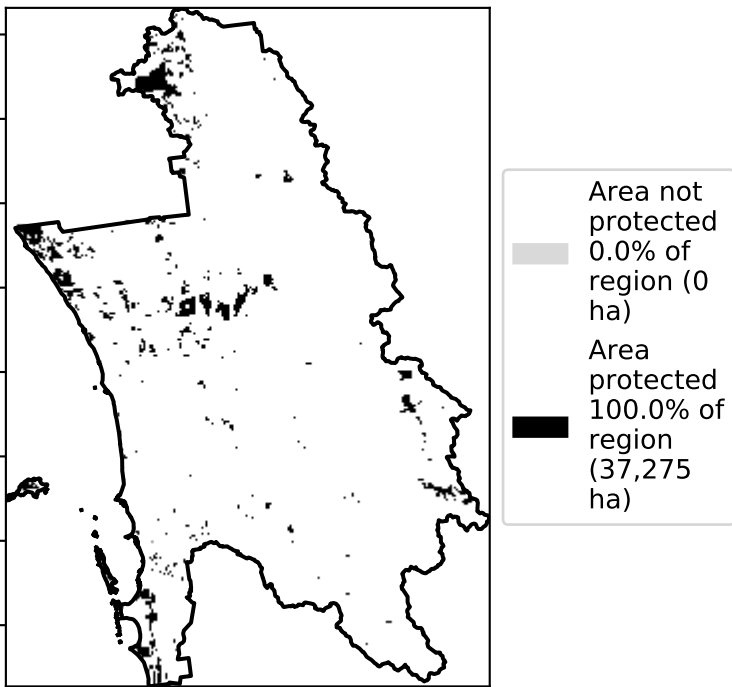 Area not
protected
0.0% of
region (0
ha)
Area
protected
100.0% of
region
(37,275
ha)